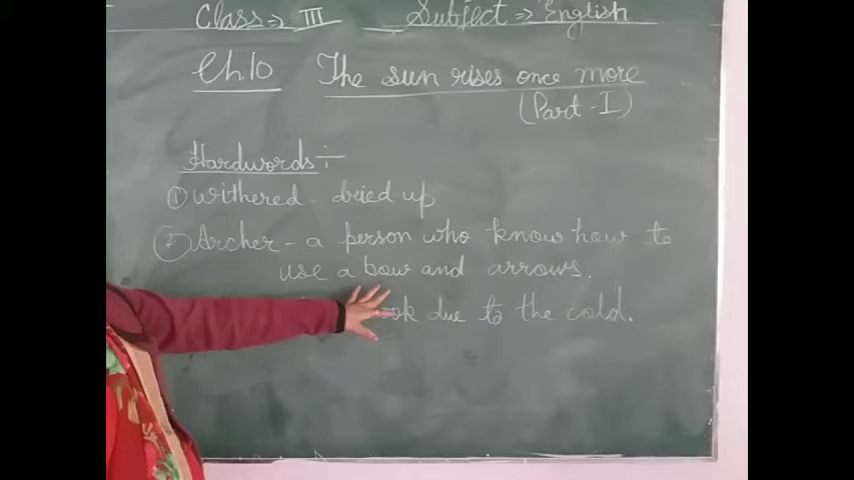 Class⇒ III Subject ⇒ English
Ch10 The sun rises once more
(Part - I)
Hardwords÷
① withered - dried up
② Archer - a person who know how to
use a bow and arrows.
due to the cold.